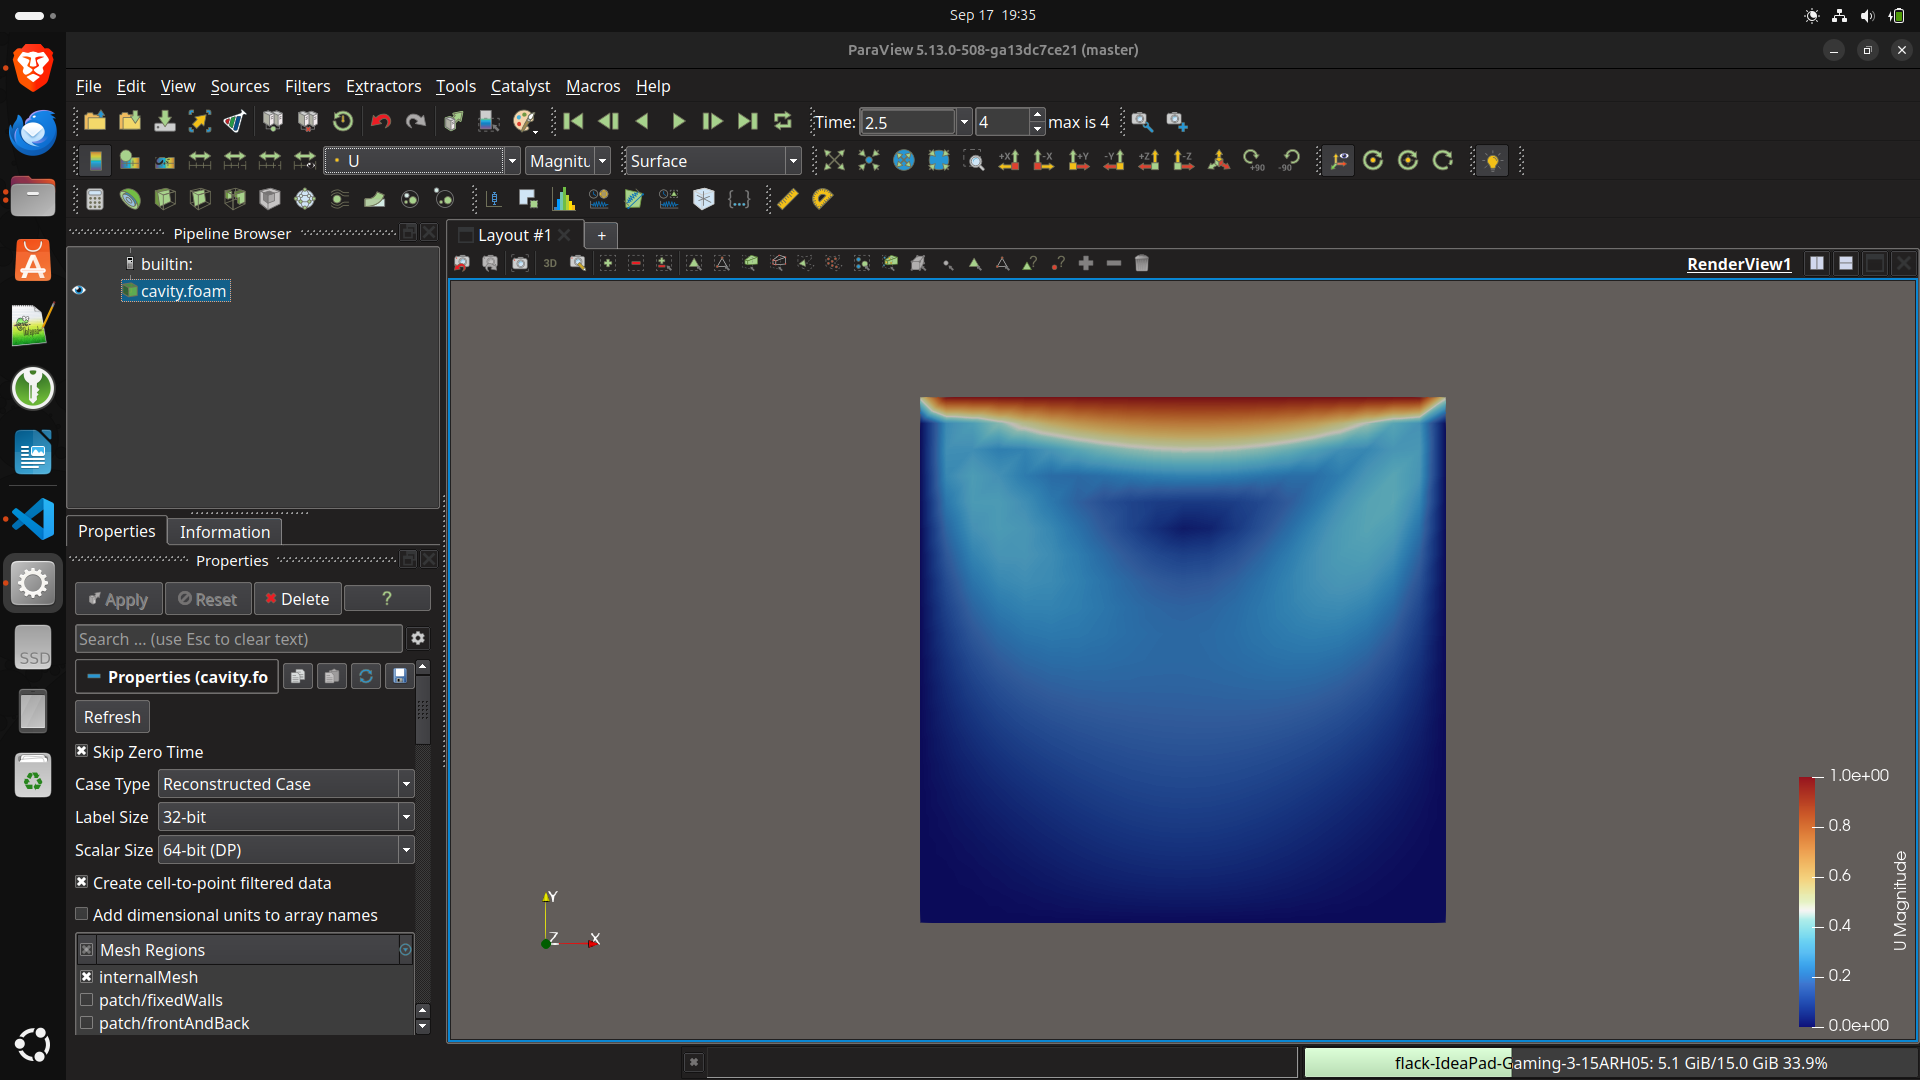 Sep 17 19:35
ParaView 5.13.0-508-ga13dc7ce21 (master)
File Edit View Sources Filters Extractors Tools Catalyst Macros Help
Time: 2.5 4 max is 4
U Magnitu Surface +X -X +Y -Y +Z -Z +90 -90
Pipeline Browser
Layout #1 +
builtin:
3D
RenderView1
cavity.foam
Properties Information
Properties
Apply Reset Delete ?
Search ... (use Esc to clear text)
Properties (cavity.fo
SSD
Refresh
Skip Zero Time
Case Type Reconstructed Case
Label Size 32-bit
Scalar Size 64-bit (DP)
Create cell-to-point filtered data
Add dimensional units to array names
Mesh Regions
internalMesh
patch/fixedWalls
patch/frontAndBack
Y
Z X
1.0e+00
0.8
0.6
0.4
0.2
0.0e+00
U Magnitude
flack-IdeaPad-Gaming-3-15ARH05: 5.1 GiB/15.0 GiB 33.9%